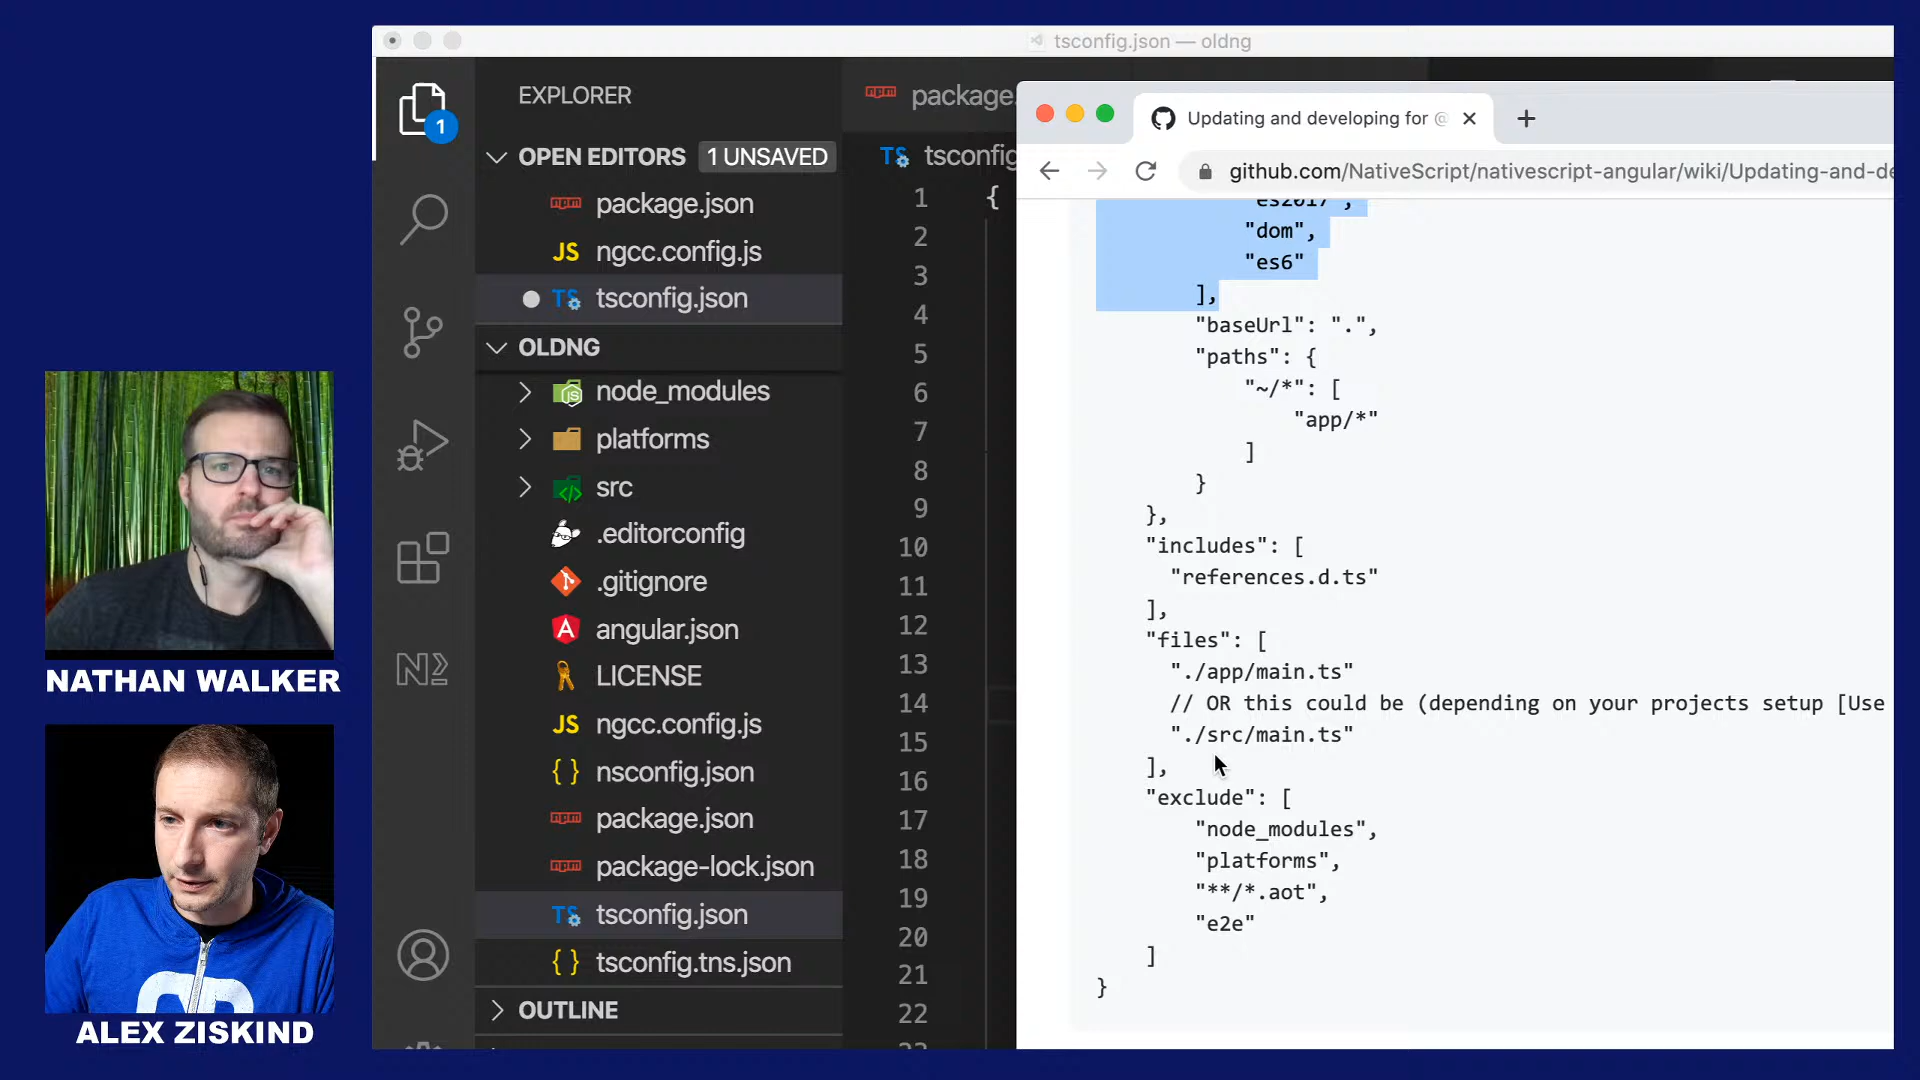 tsconfig.json — oldng
EXPLORER
OPEN EDITORS
1 UNSAVED
package.json
JS ngcc.config.js
TS tsconfig.json
OLDNG
node_modules
platforms
src
.editorconfig
.gitignore
angular.json
LICENSE
JS ngcc.config.js
{ } nsconfig.json
package.json
package-lock.json
TS tsconfig.json
{ } tsconfig.tns.json
OUTLINE
1
package.
TS tsconfig
1 {
2
3
4
5
6
7
8
9
10
11
12
13
14
15
16
17
18
19
20
21
22
23
Updating and developing for @
github.com/NativeScript/nativescript-angular/wiki/Updating-and-de
"es2017",
"dom",
"es6"
],
"baseUrl": ".",
"paths": {
"~/*": [
"app/*"
]
}
},
"includes": [
"references.d.ts"
],
"files": [
"./app/main.ts"
// OR this could be (depending on your projects setup [Use
"./src/main.ts"
],
"exclude": [
"node_modules",
"platforms",
"**/*.aot",
"e2e"
]
}
NATHAN WALKER
ALEX ZISKIND